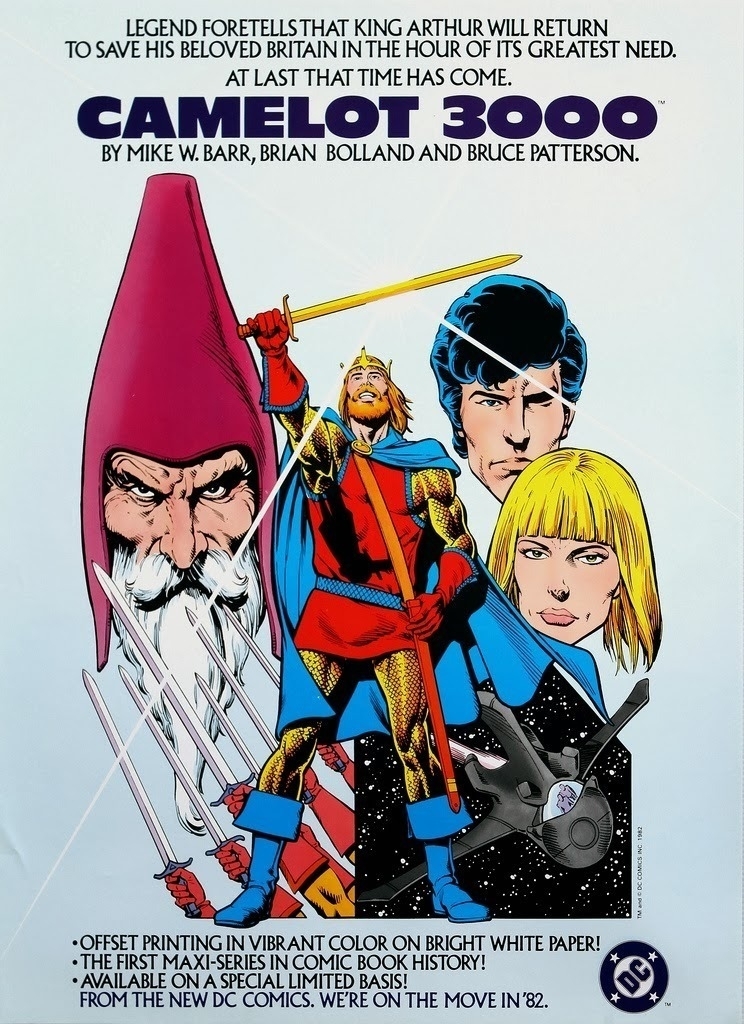 LEGEND FORETELLS THAT KING ARTHUR WILL RETURN
TO SAVE HIS BELOVED BRITAIN IN THE HOUR OF ITS GREATEST NEED.
AT LAST THAT TIME HAS COME.
CAMELOT 3000™
BY MIKE W. BARR, BRIAN BOLLAND AND BRUCE PATTERSON.
TM and © DC COMICS INC. 1982
•OFFSET PRINTING IN VIBRANT COLOR ON BRIGHT WHITE PAPER!
•THE FIRST MAXI-SERIES IN COMIC BOOK HISTORY!
•AVAILABLE ON A SPECIAL LIMITED BASIS!
FROM THE NEW DC COMICS. WE'RE ON THE MOVE IN '82.
DC™